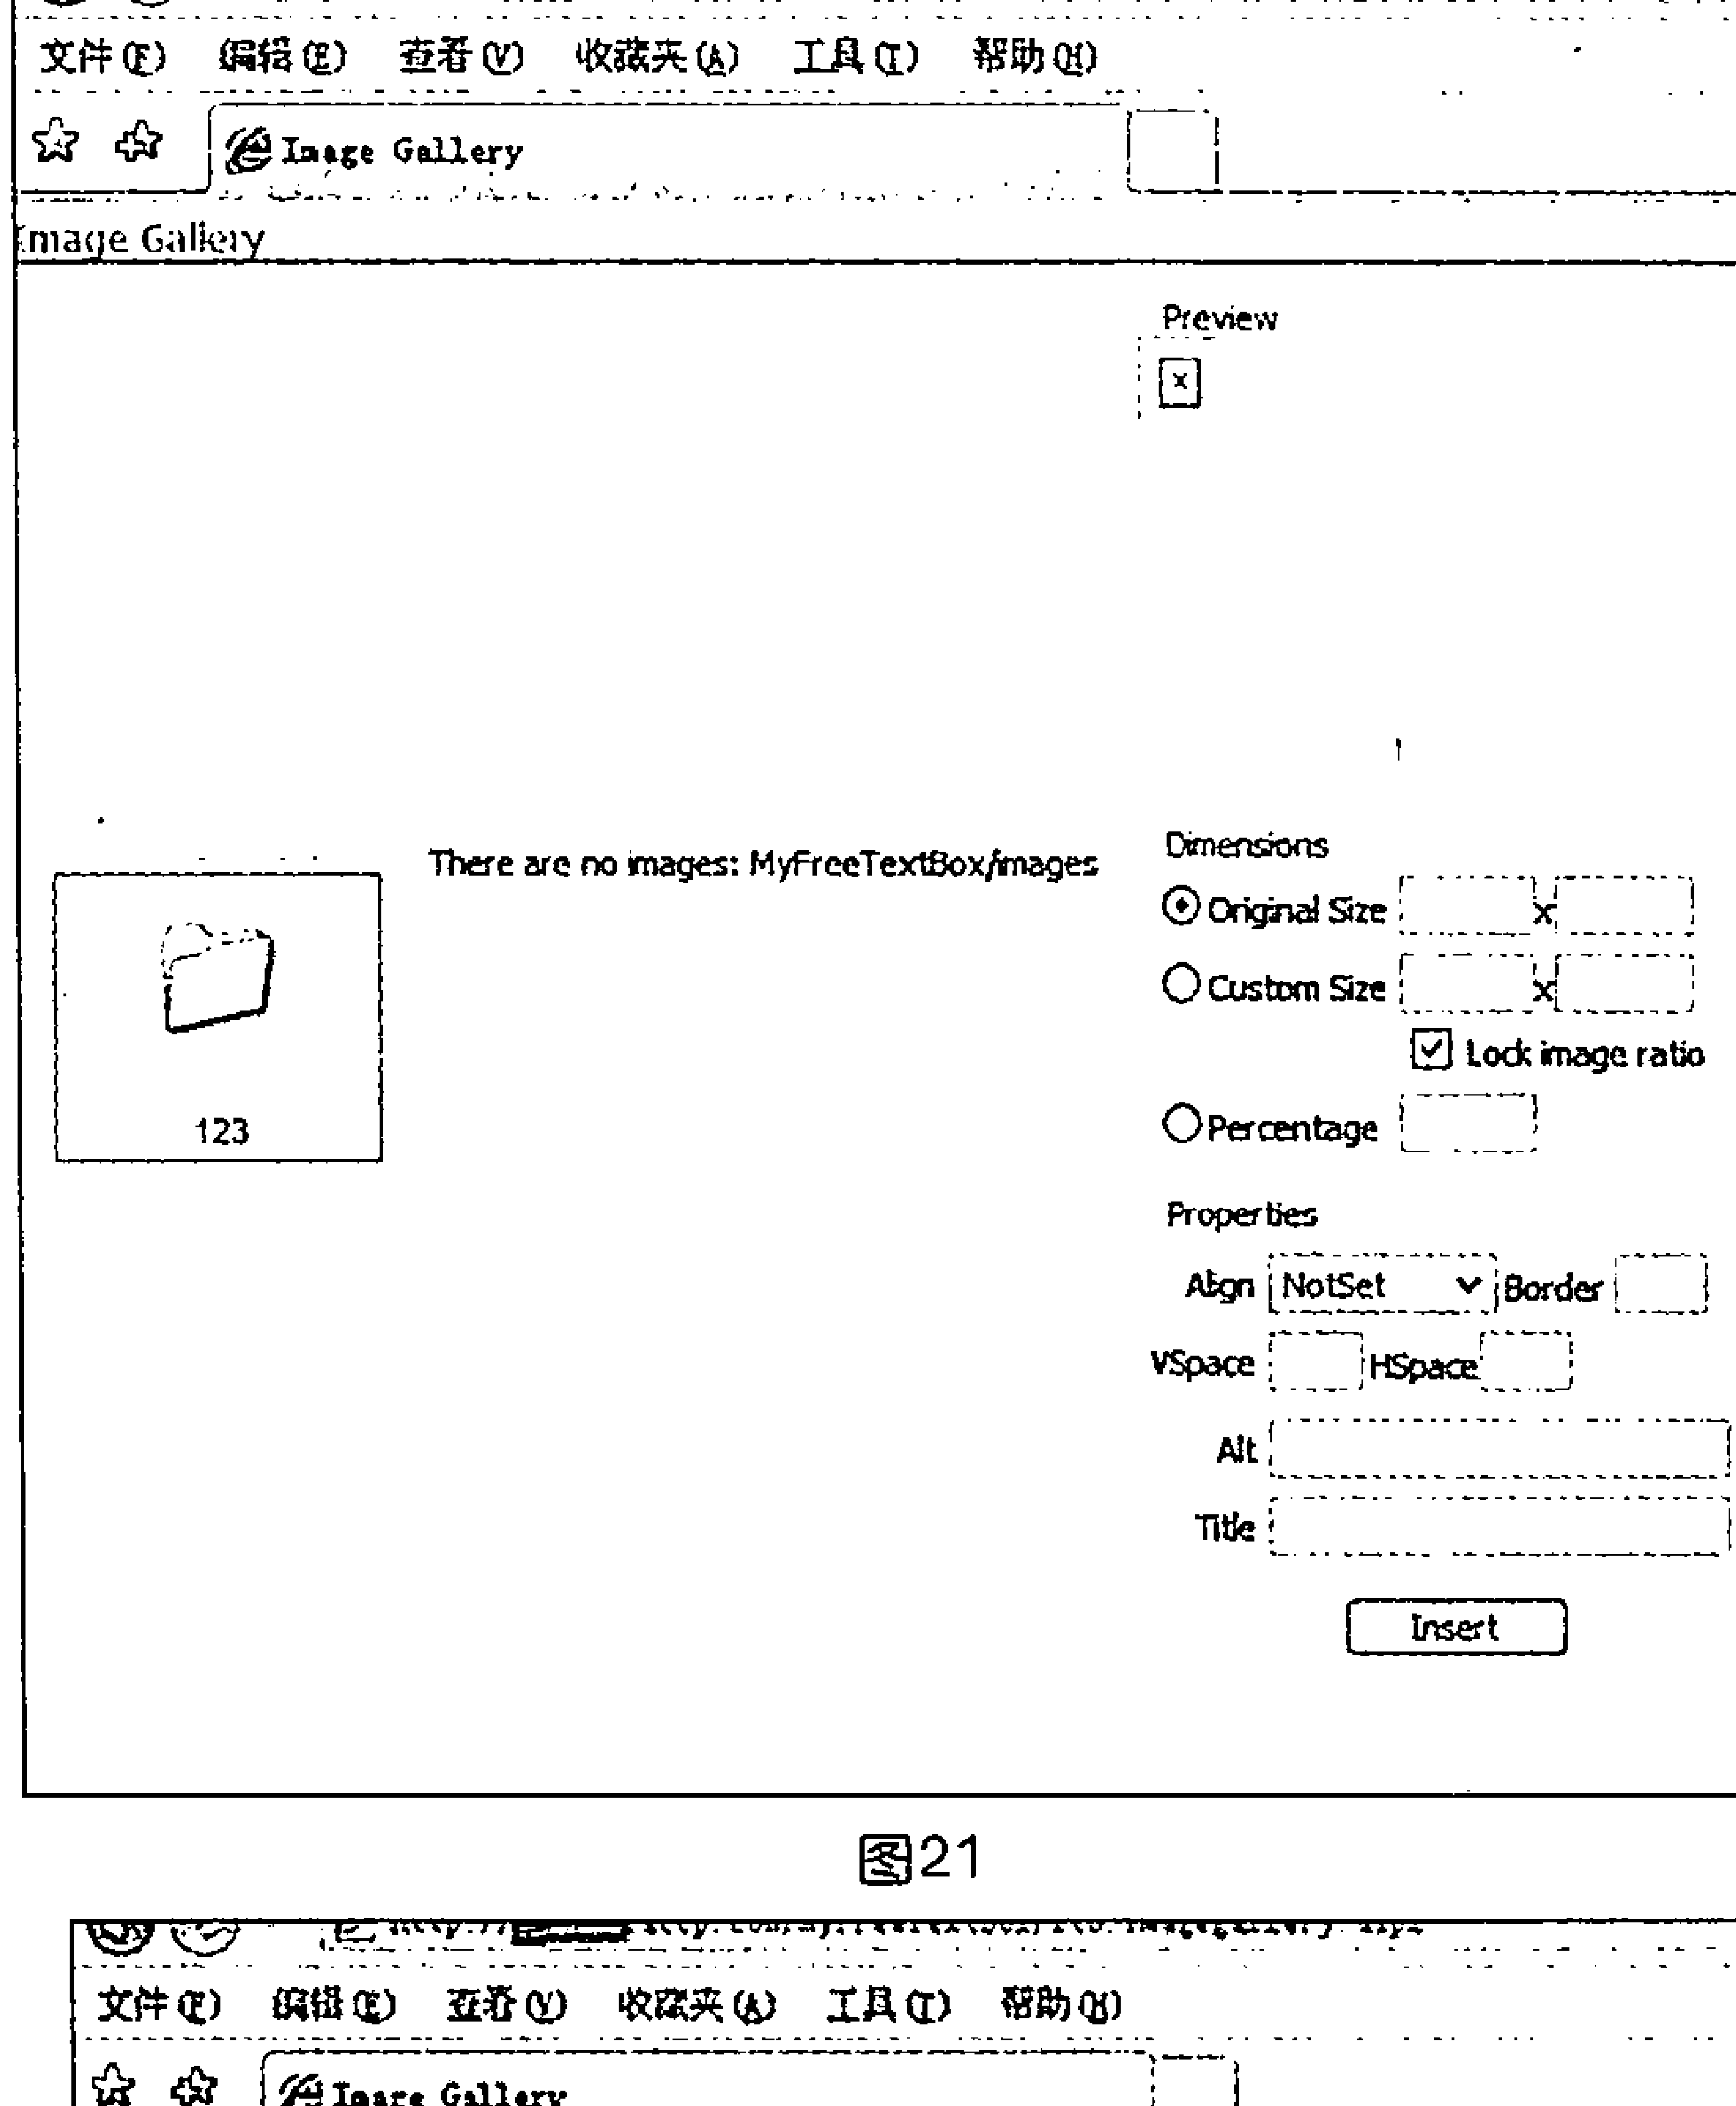 文件(F) 编辑(E) 查看(V) 收藏夹(A) 工具(T) 帮助(H)
Image Gallery
Image Gallery
Preview
x
There are no images: MyFreeTextBox/images
123
Dimensions
Original Size x
Custom Size x
Lock image ratio
Percentage
Properties
Align NotSet Border
VSpace HSpace
Alt
Title
Insert
图21
文件(F) 编辑(E) 查看(V) 收藏夹(A) 工具(T) 帮助(H)
Image Gallery